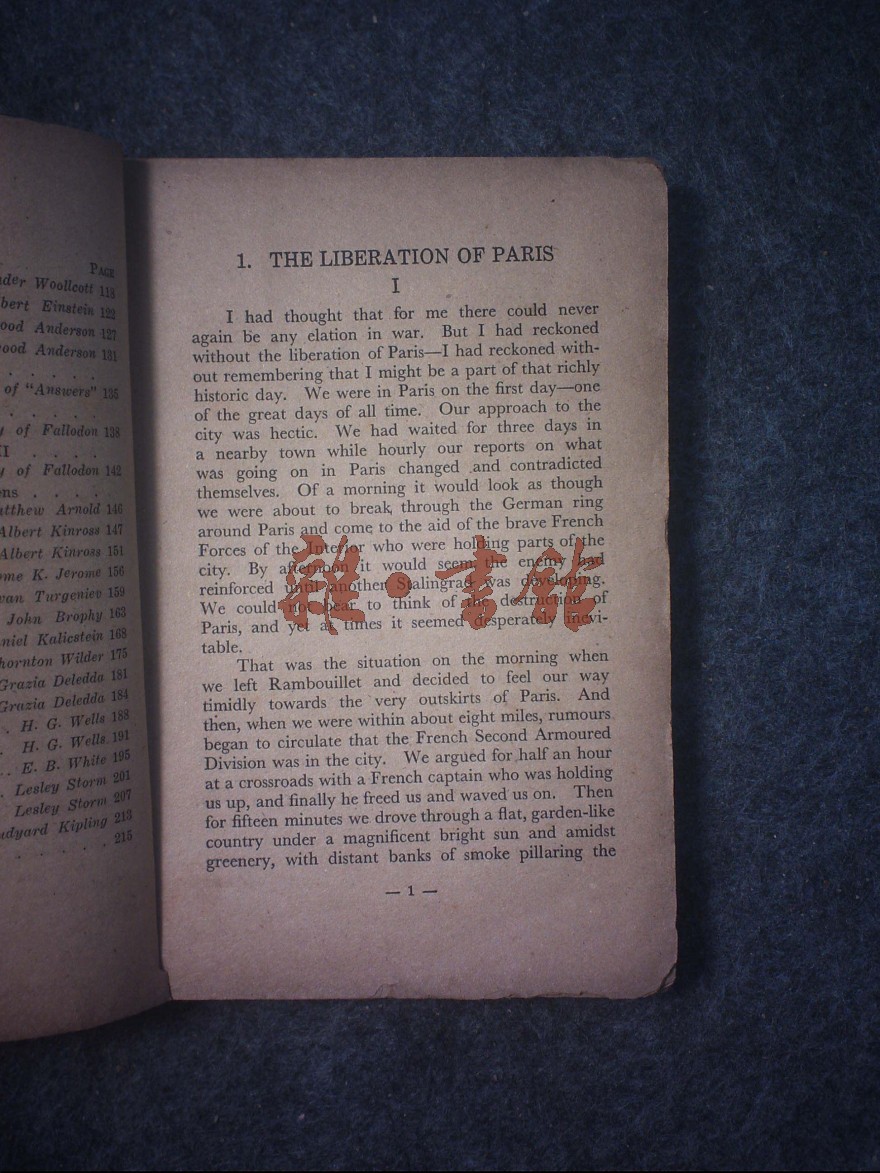 PAGE
nder Woollcott 118
bert Einstein 122
ood Anderson 127
ood Anderson 131
. . . . .
of "Answers" 135
. . . . .
y of Fallodon 138
I . . . .
y of Fallodon 142
ns . . . .
atthew Arnold 146
Albert Kinross 147
Albert Kinross 151
ome K. Jerome 156
van Turgeniev 159
John Brophy 163
niel Kaliestein 168
hornton Wilder 175
Grazia Deledda 181
Grazia Deledda 184
. H. G. Wells 188
. H. G. Wells 191
. . E. B. White 195
. Lesley Storm 201
Lesley Storm 207
udyard Kipling 213
. . . . . 215
1. THE LIBERATION OF PARIS
I
I had thought that for me there could never
again be any elation in war. But I had reckoned
without the liberation of Paris—I had reckoned with-
out remembering that I might be a part of that richly
historic day. We were in Paris on the first day—one
of the great days of all time. Our approach to the
city was hectic. We had waited for three days in
a nearby town while hourly our reports on what
was going on in Paris changed and contradicted
themselves. Of a morning it would look as though
we were about to break through the German ring
around Paris and come to the aid of the brave French
Forces of the Interior who were holding parts of the
city. By afternoon it would seem the enemy had
reinforced until another Stalingrad was developing.
We could not bear to think of the destruction of
Paris, and yet at times it seemed desperately inevi-
table.
That was the situation on the morning when
we left Rambouillet and decided to feel our way
timidly towards the very outskirts of Paris. And
then, when we were within about eight miles, rumours
began to circulate that the French Second Armoured
Division was in the city. We argued for half an hour
at a crossroads with a French captain who was holding
us up, and finally he freed us and waved us on. Then
for fifteen minutes we drove through a flat, garden-like
country under a magnificent bright sun and amidst
greenery, with distant banks of smoke pillaring the
— 1 —
雜·書館